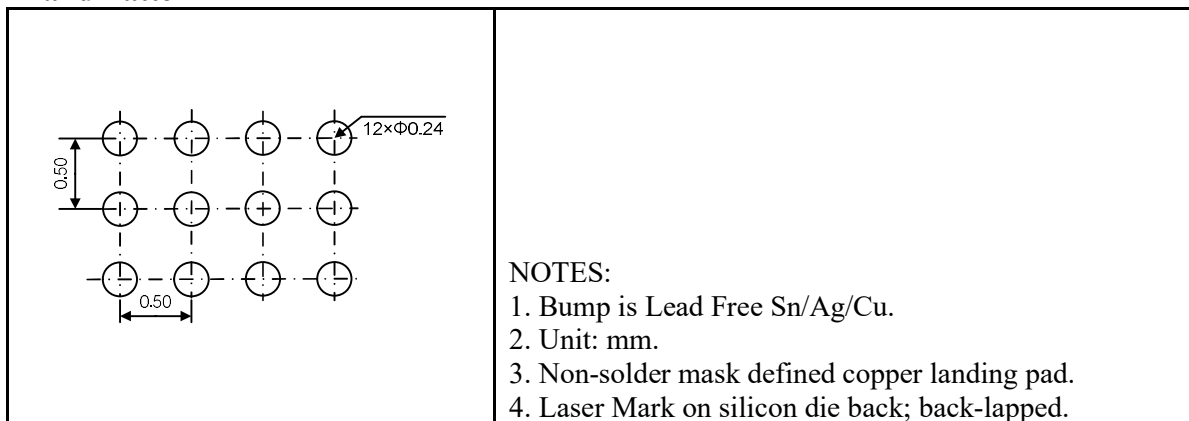 12×Φ0.24
0.50
0.50
NOTES:
1. Bump is Lead Free Sn/Ag/Cu.
2. Unit: mm.
3. Non-solder mask defined copper landing pad.
4. Laser Mark on silicon die back; back-lapped.